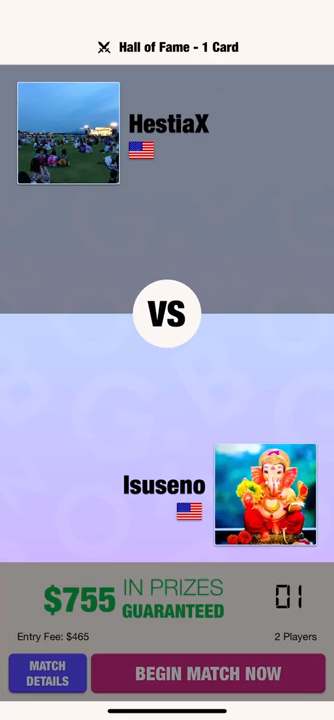 Hall of Fame - 1 Card
HestiaX
VS
Isuseno
$755 IN PRIZES GUARANTEED
01
Entry Fee: $465
2 Players
MATCH DETAILS
BEGIN MATCH NOW